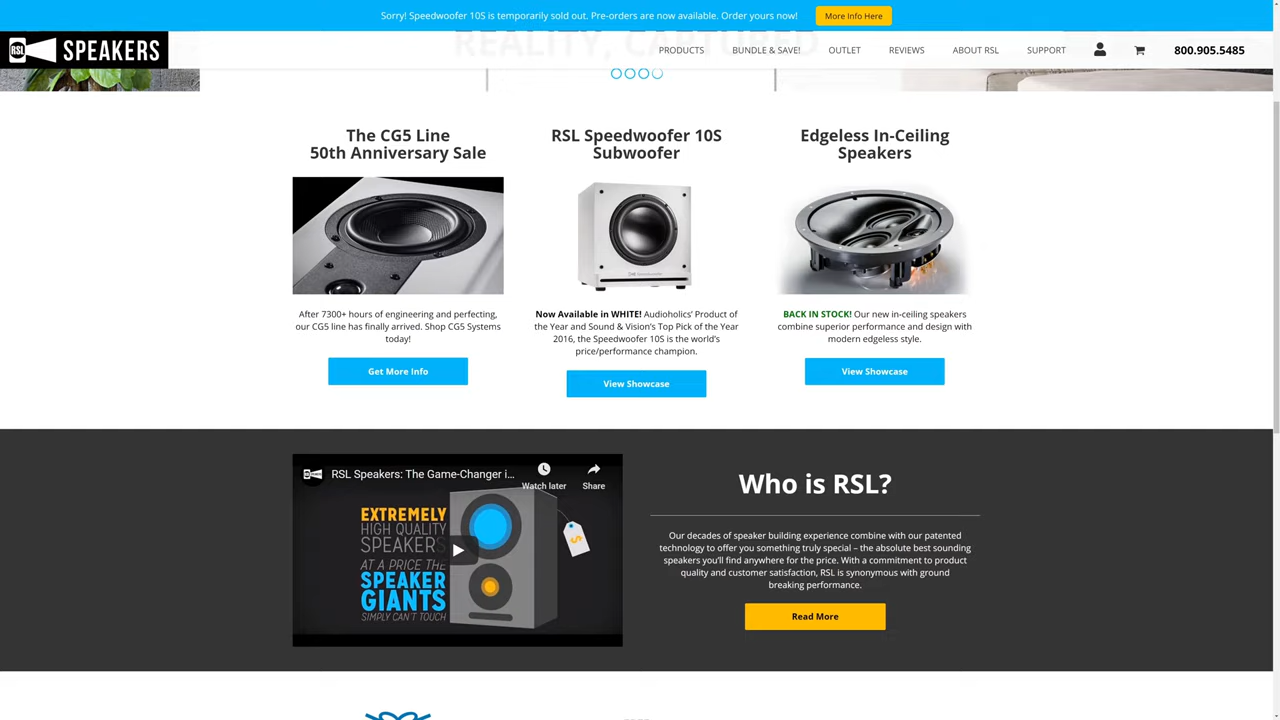 Sorry! Speedwoofer 10S is temporarily sold out. Pre-orders are now available. Order yours now!
More Info Here
REALITY, CAPTURED
RSL SPEAKERS
PRODUCTS
BUNDLE & SAVE!
OUTLET
REVIEWS
ABOUT RSL
SUPPORT
800.905.5485
The CG5 Line
50th Anniversary Sale
After 7300+ hours of engineering and perfecting,
our CG5 line has finally arrived. Shop CG5 Systems
today!
Get More Info
RSL Speedwoofer 10S
Subwoofer
Now Available in WHITE! Audioholics’ Product of
the Year and Sound & Vision’s Top Pick of the Year
2016, the Speedwoofer 10S is the world’s
price/performance champion.
View Showcase
Edgeless In-Ceiling
Speakers
BACK IN STOCK! Our new in-ceiling speakers
combine superior performance and design with
modern edgeless style.
View Showcase
RSL Speakers: The Game-Changer i...
Watch later
Share
EXTREMELY
HIGH QUALITY
SPEAKERS
AT A PRICE THE
SPEAKER
GIANTS
SIMPLY CAN'T TOUCH
$
Who is RSL?
Our decades of speaker building experience combine with our patented
technology to offer you something truly special – the absolute best sounding
speakers you’ll find anywhere for the price. With a commitment to product
quality and customer satisfaction, RSL is synonymous with ground
breaking performance.
Read More